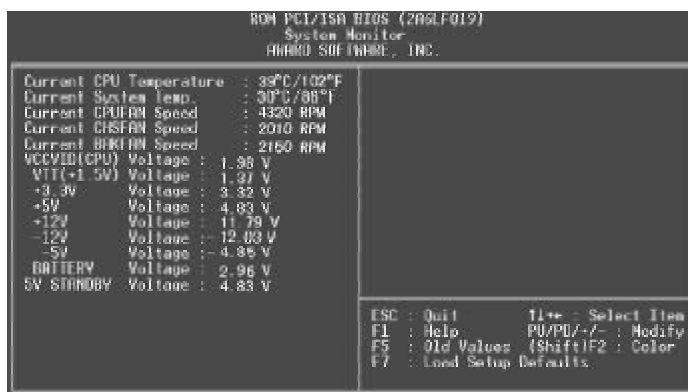 ROM PCI/ISA BIOS (2A6LFQ19)
System Monitor
AWARD SOFTWARE, INC.
Current CPU Temperature : 39°C/102°F
Current System Temp. : 30°C/86°F
Current CPUFAN Speed : 4320 RPM
Current CHSFAN Speed : 2010 RPM
Current BAKFAN Speed : 2160 RPM
VCCVID(CPU) Voltage : 1.98 V
VTT(+1.5V) Voltage : 1.37 V
+3.3V Voltage : 3.32 V
+5V Voltage : 4.83 V
+12V Voltage : 11.79 V
-12V Voltage :- 12.03 V
-5V Voltage :- 4.86 V
BATTERY Voltage : 2.96 V
5V STANDBY Voltage : 4.83 V
ESC : Quit ↑↓→← : Select Item
F1 : Help PU/PD/+/- : Modify
F5 : Old Values (Shift)F2 : Color
F7 : Load Setup Defaults